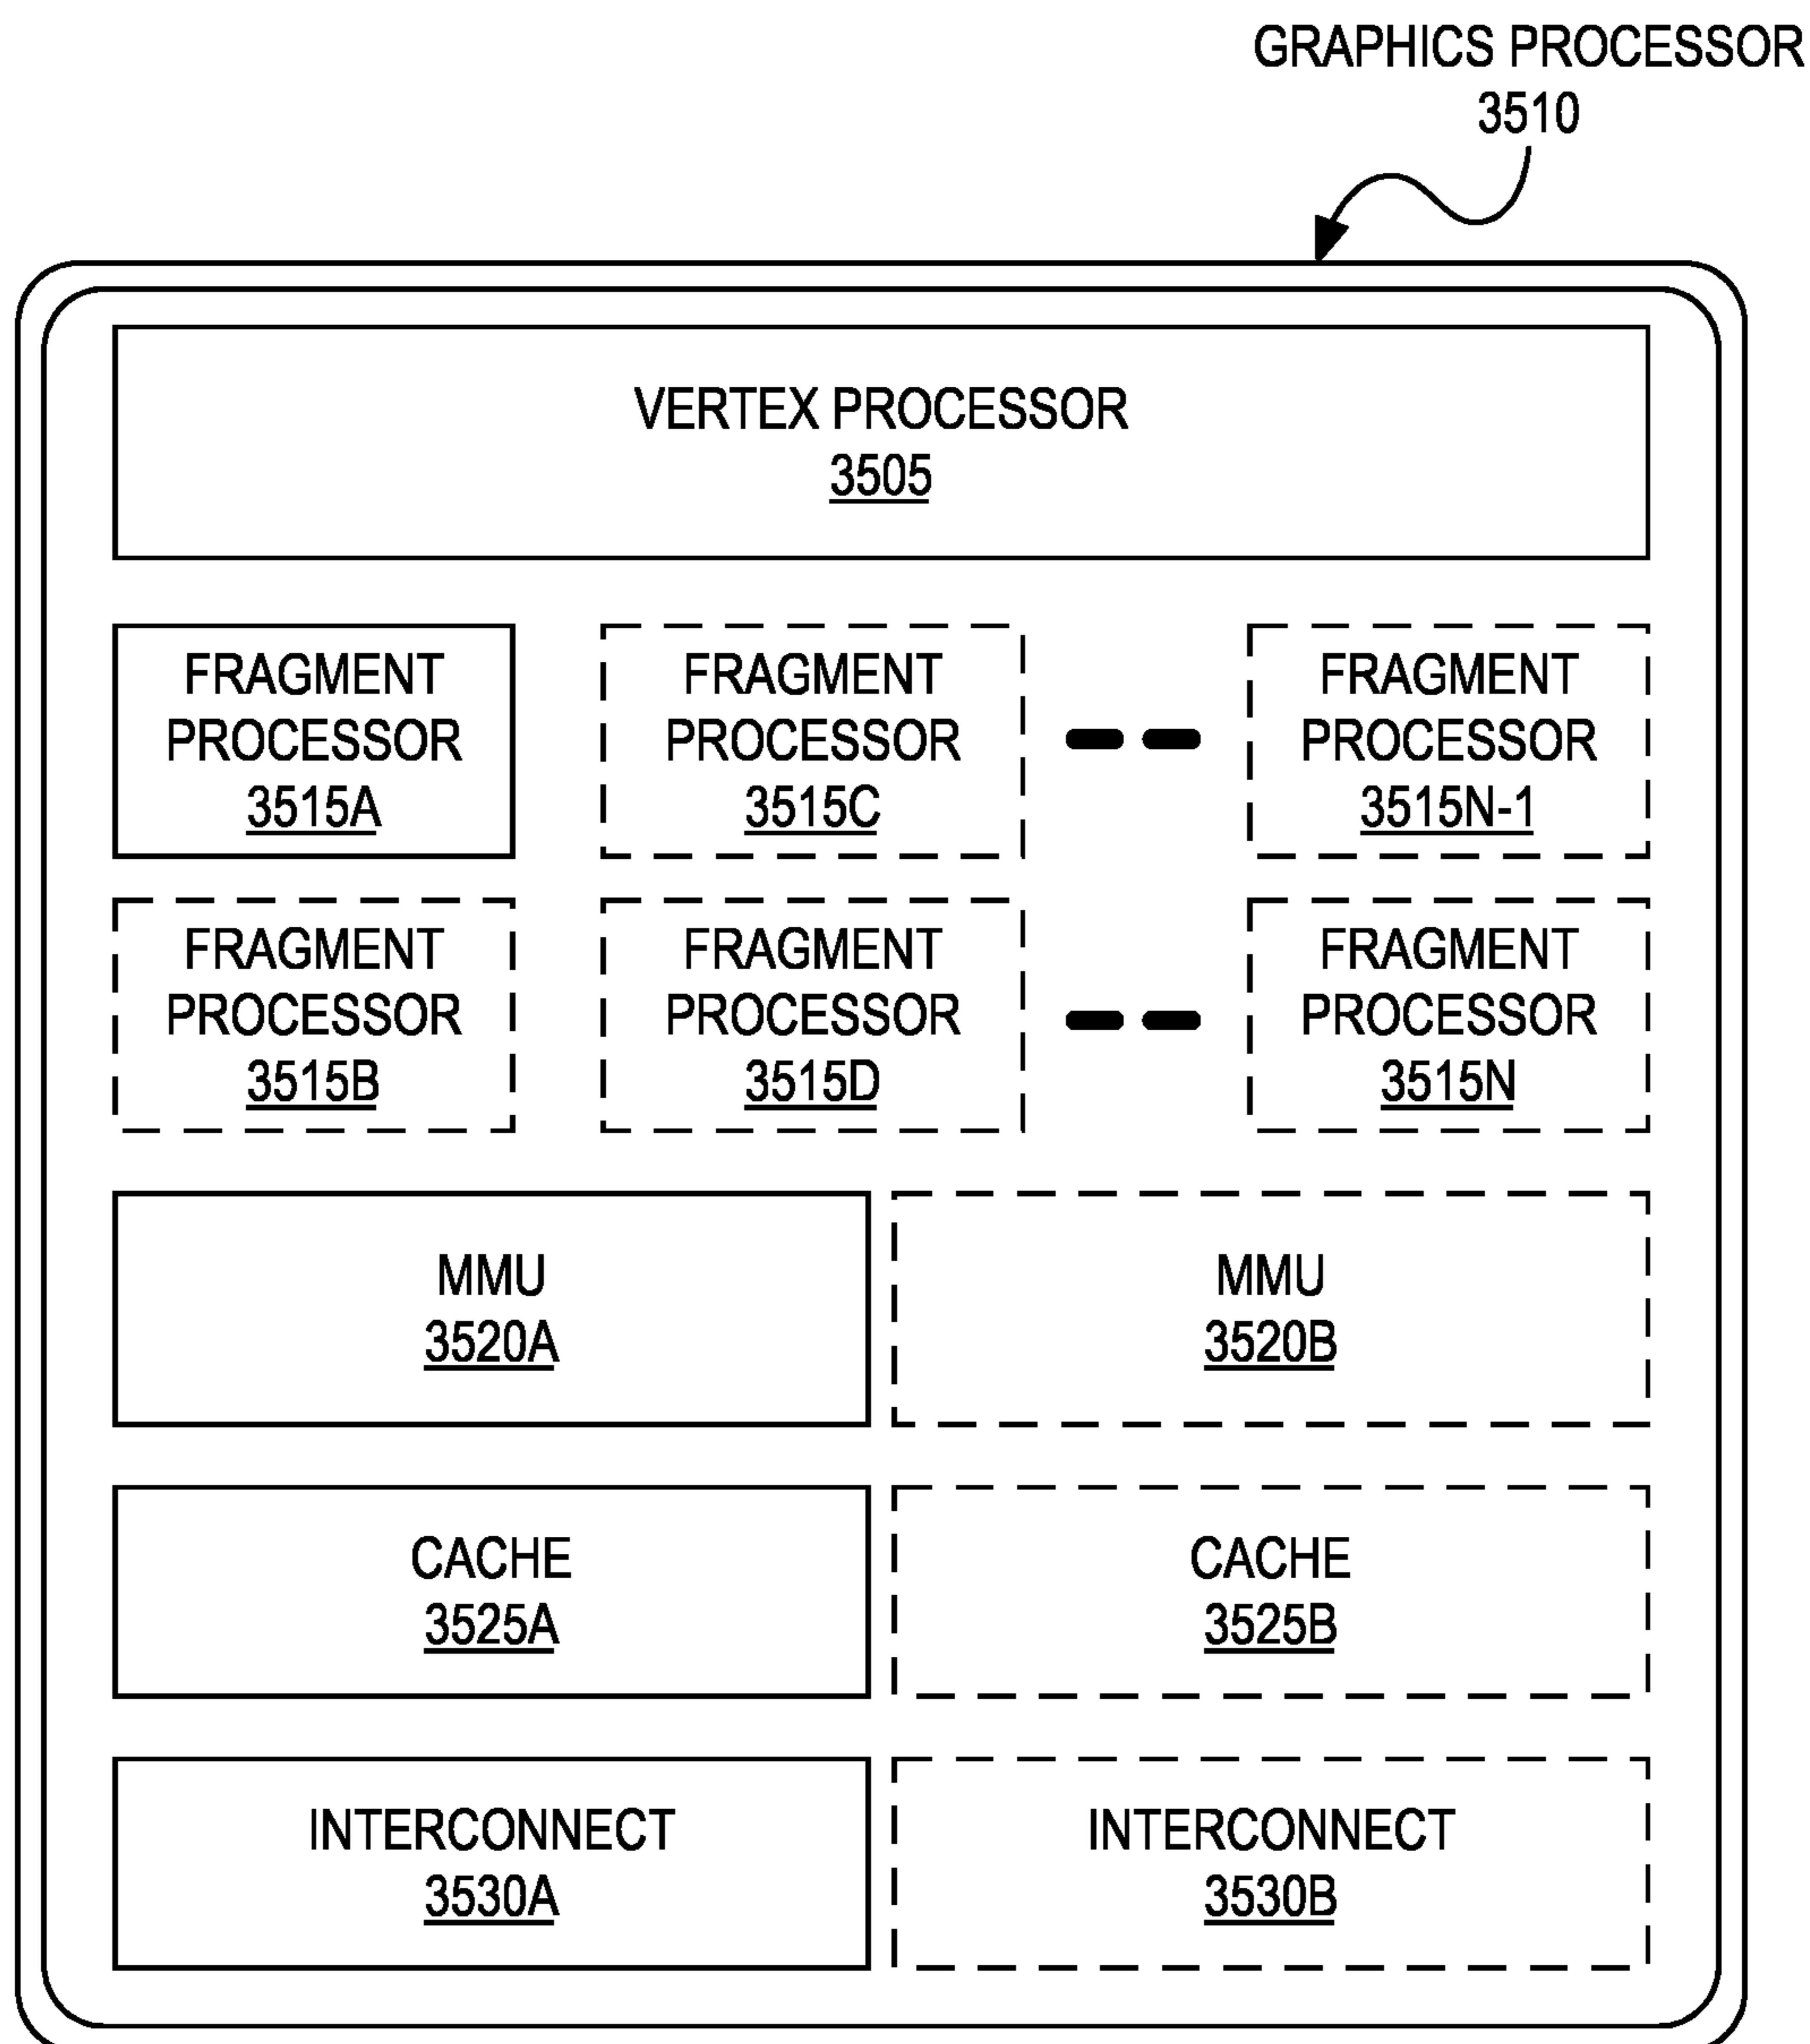 GRAPHICS PROCESSOR
3510
VERTEX PROCESSOR
3505
FRAGMENT
PROCESSOR
3515A
FRAGMENT
PROCESSOR
3515C
FRAGMENT
PROCESSOR
3515N-1
FRAGMENT
PROCESSOR
3515B
FRAGMENT
PROCESSOR
3515D
FRAGMENT
PROCESSOR
3515N
MMU
3520A
MMU
3520B
CACHE
3525A
CACHE
3525B
INTERCONNECT
3530A
INTERCONNECT
3530B